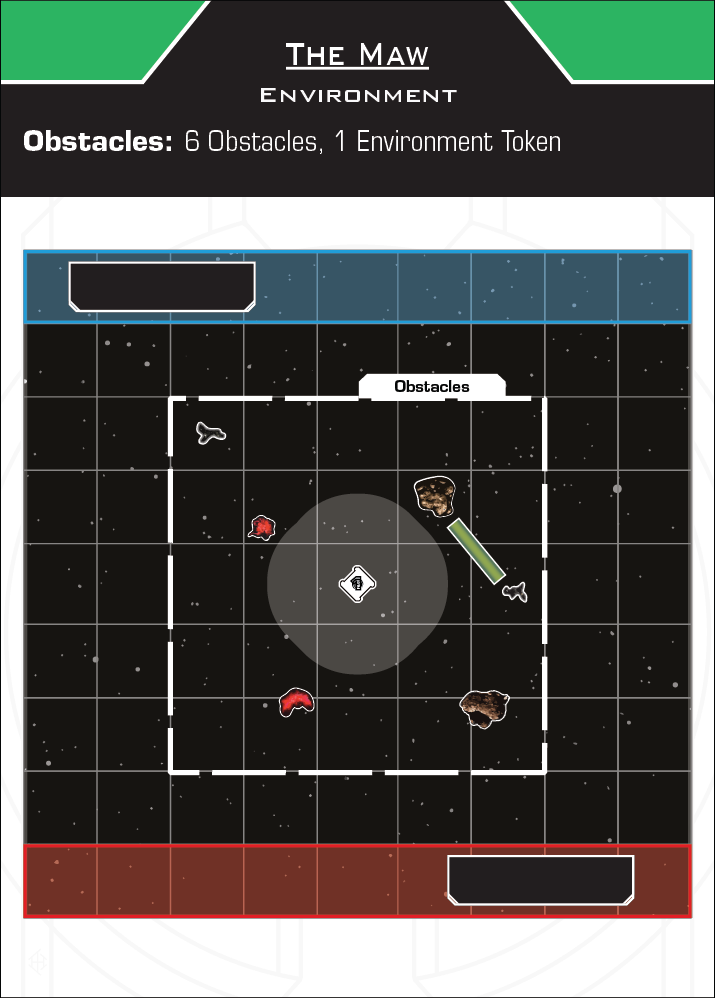 The Maw
Environment
Obstacles: 6 Obstacles, 1 Environment Token
Obstacles